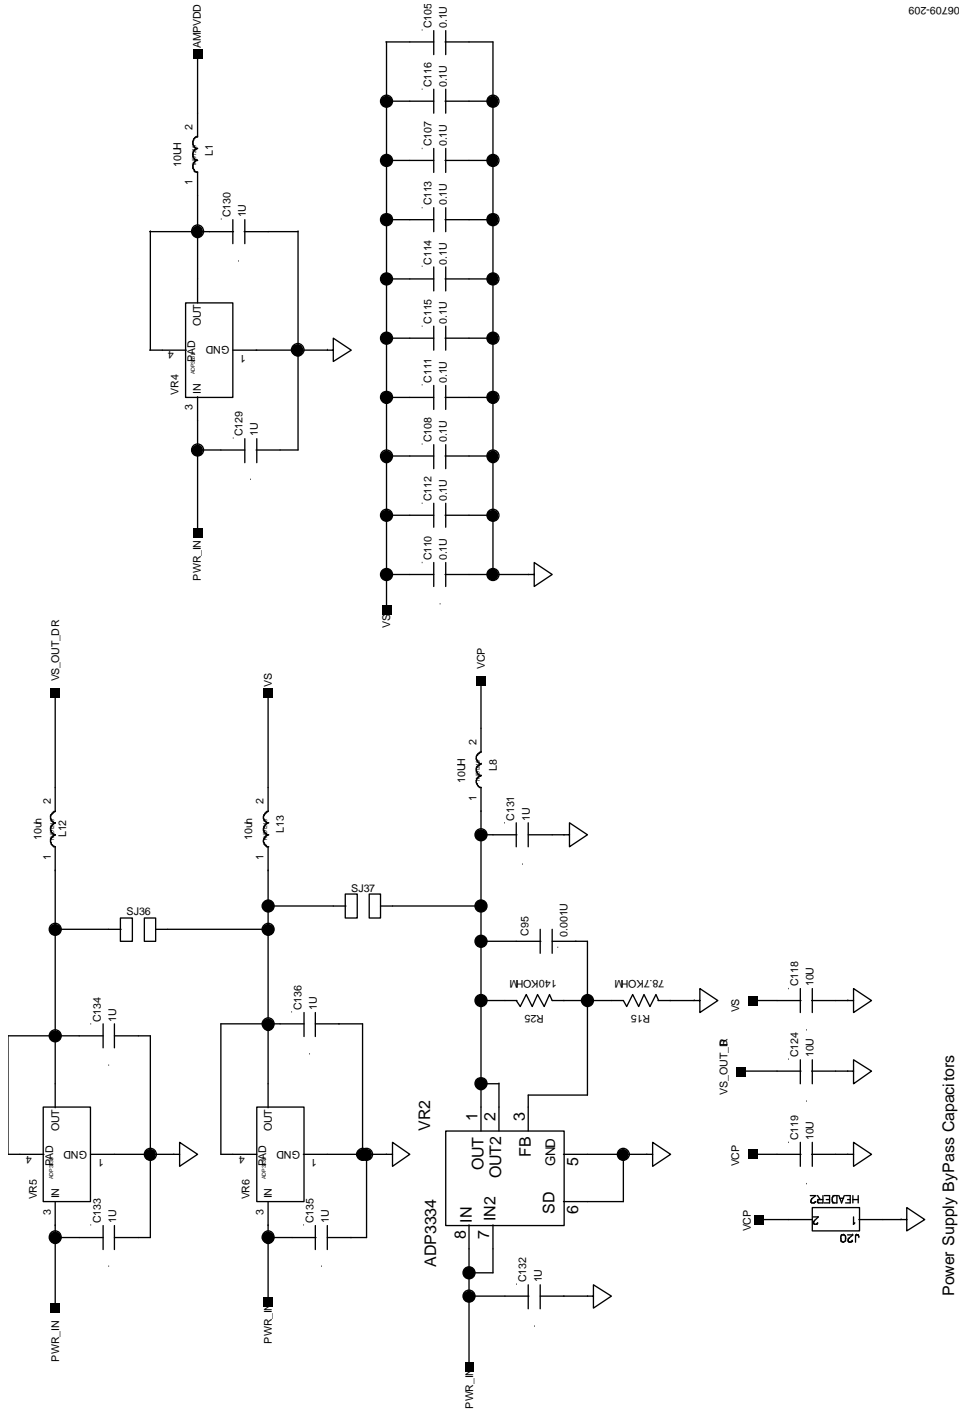 06709-209
AMPVDD
2
10UH
L1
1
C130
1U
OUT
4
PAD
GND
1
VR4
IN
3
C129
1U
PWR_IN
C105
0.1U
C116
0.1U
C107
0.1U
C113
0.1U
C114
0.1U
C115
0.1U
C111
0.1U
C108
0.1U
C112
0.1U
C110
0.1U
VS
VS_OUT_DR
2
10uh
L12
1
SJ36
C134
1U
OUT
4
PAD
GND
1
VR5
IN
3
C133
1U
PWR_IN
VS
2
10uh
L13
1
SJ37
C136
1U
OUT
4
PAD
GND
1
VR6
IN
3
C135
1U
PWR_IN
VCP
2
10UH
L8
1
C131
1U
C95
0.001U
140KOHM
R25
78.7KOHM
R15
VR2
1
2
3
OUT
OUT2
FB
GND
5
SD
6
IN
IN2
8
7
ADP3334
C132
1U
PWR_IN
VS
C118
10U
C124
10U
VCP
C119
10U
VCP
2
1
HEADER2
J20
Power Supply ByPass Capacitors